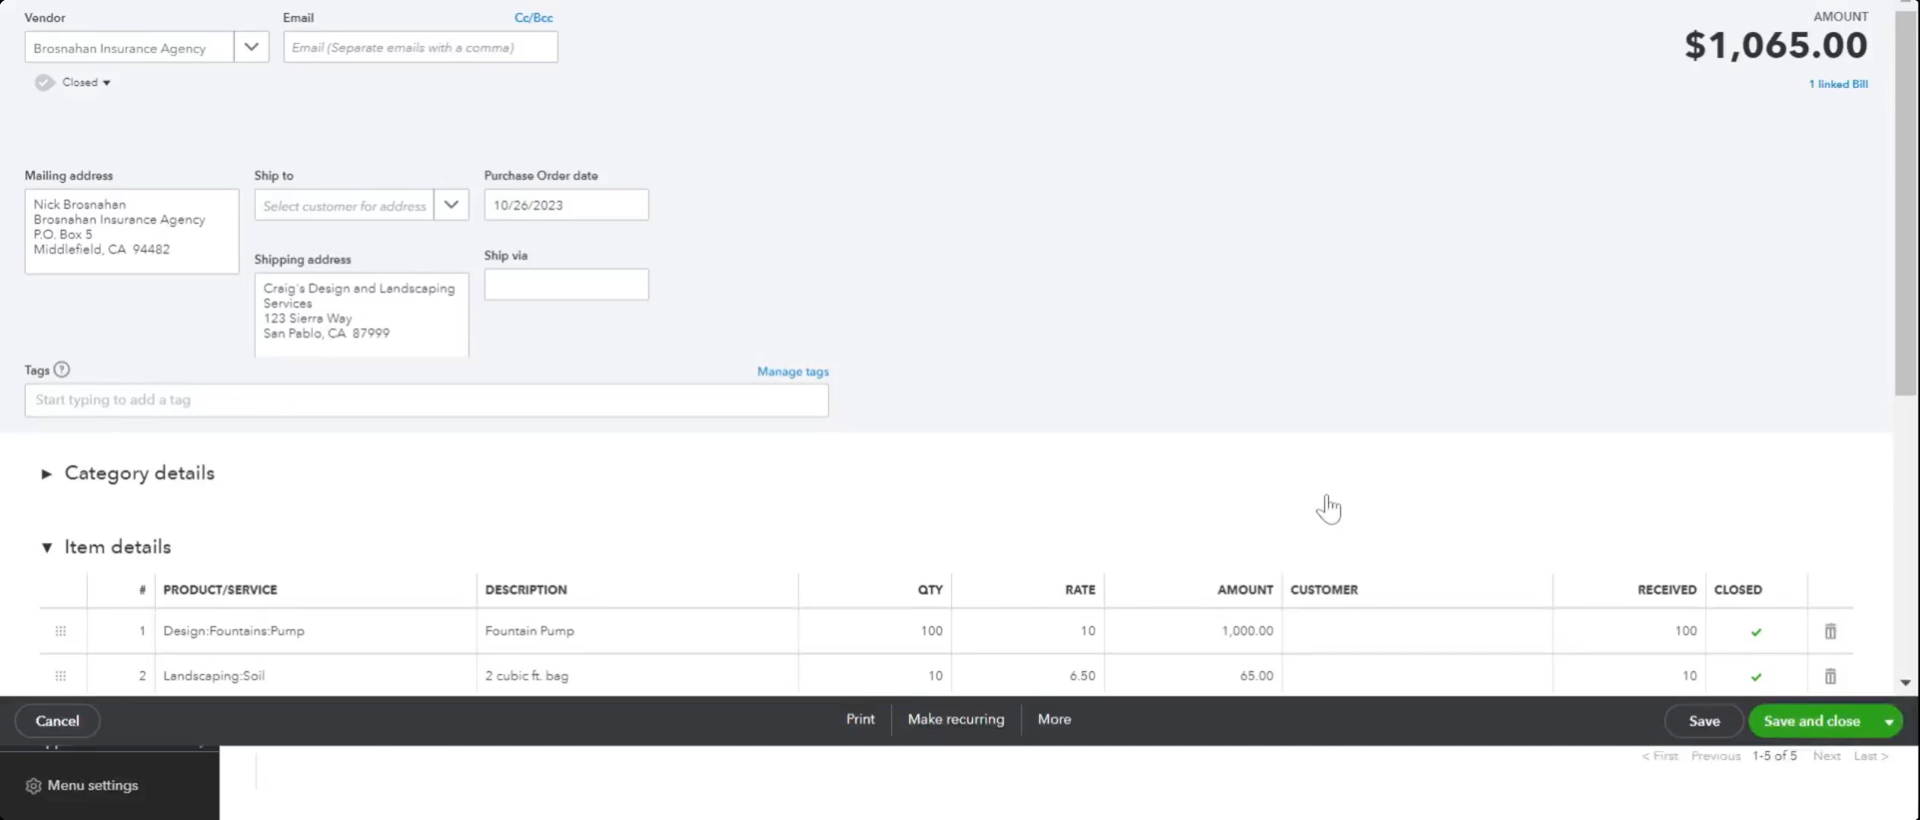 Vendor
Email
Cc/Bcc
AMOUNT
Brosnahan Insurance Agency
Email (Separate emails with a comma)
$1,065.00
Closed
1 linked Bill
Mailing address
Ship to
Purchase Order date
Nick Brosnahan
Brosnahan Insurance Agency
P.O. Box 5
Middlefield, CA 94482
Select customer for address
10/26/2023
Shipping address
Ship via
Craig's Design and Landscaping
Services
123 Sierra Way
San Pablo, CA 87999
Tags ?
Manage tags
Start typing to add a tag
Category details
Item details
# PRODUCT/SERVICE DESCRIPTION QTY RATE AMOUNT CUSTOMER RECEIVED CLOSED
1 Design:Fountains:Pump Fountain Pump 100 10 1,000.00 100
2 Landscaping:Soil 2 cubic ft. bag 10 6.50 65.00 10
Cancel
Print
Make recurring
More
Save
Save and close
< First Previous 1-5 of 5 Next Last >
Menu settings